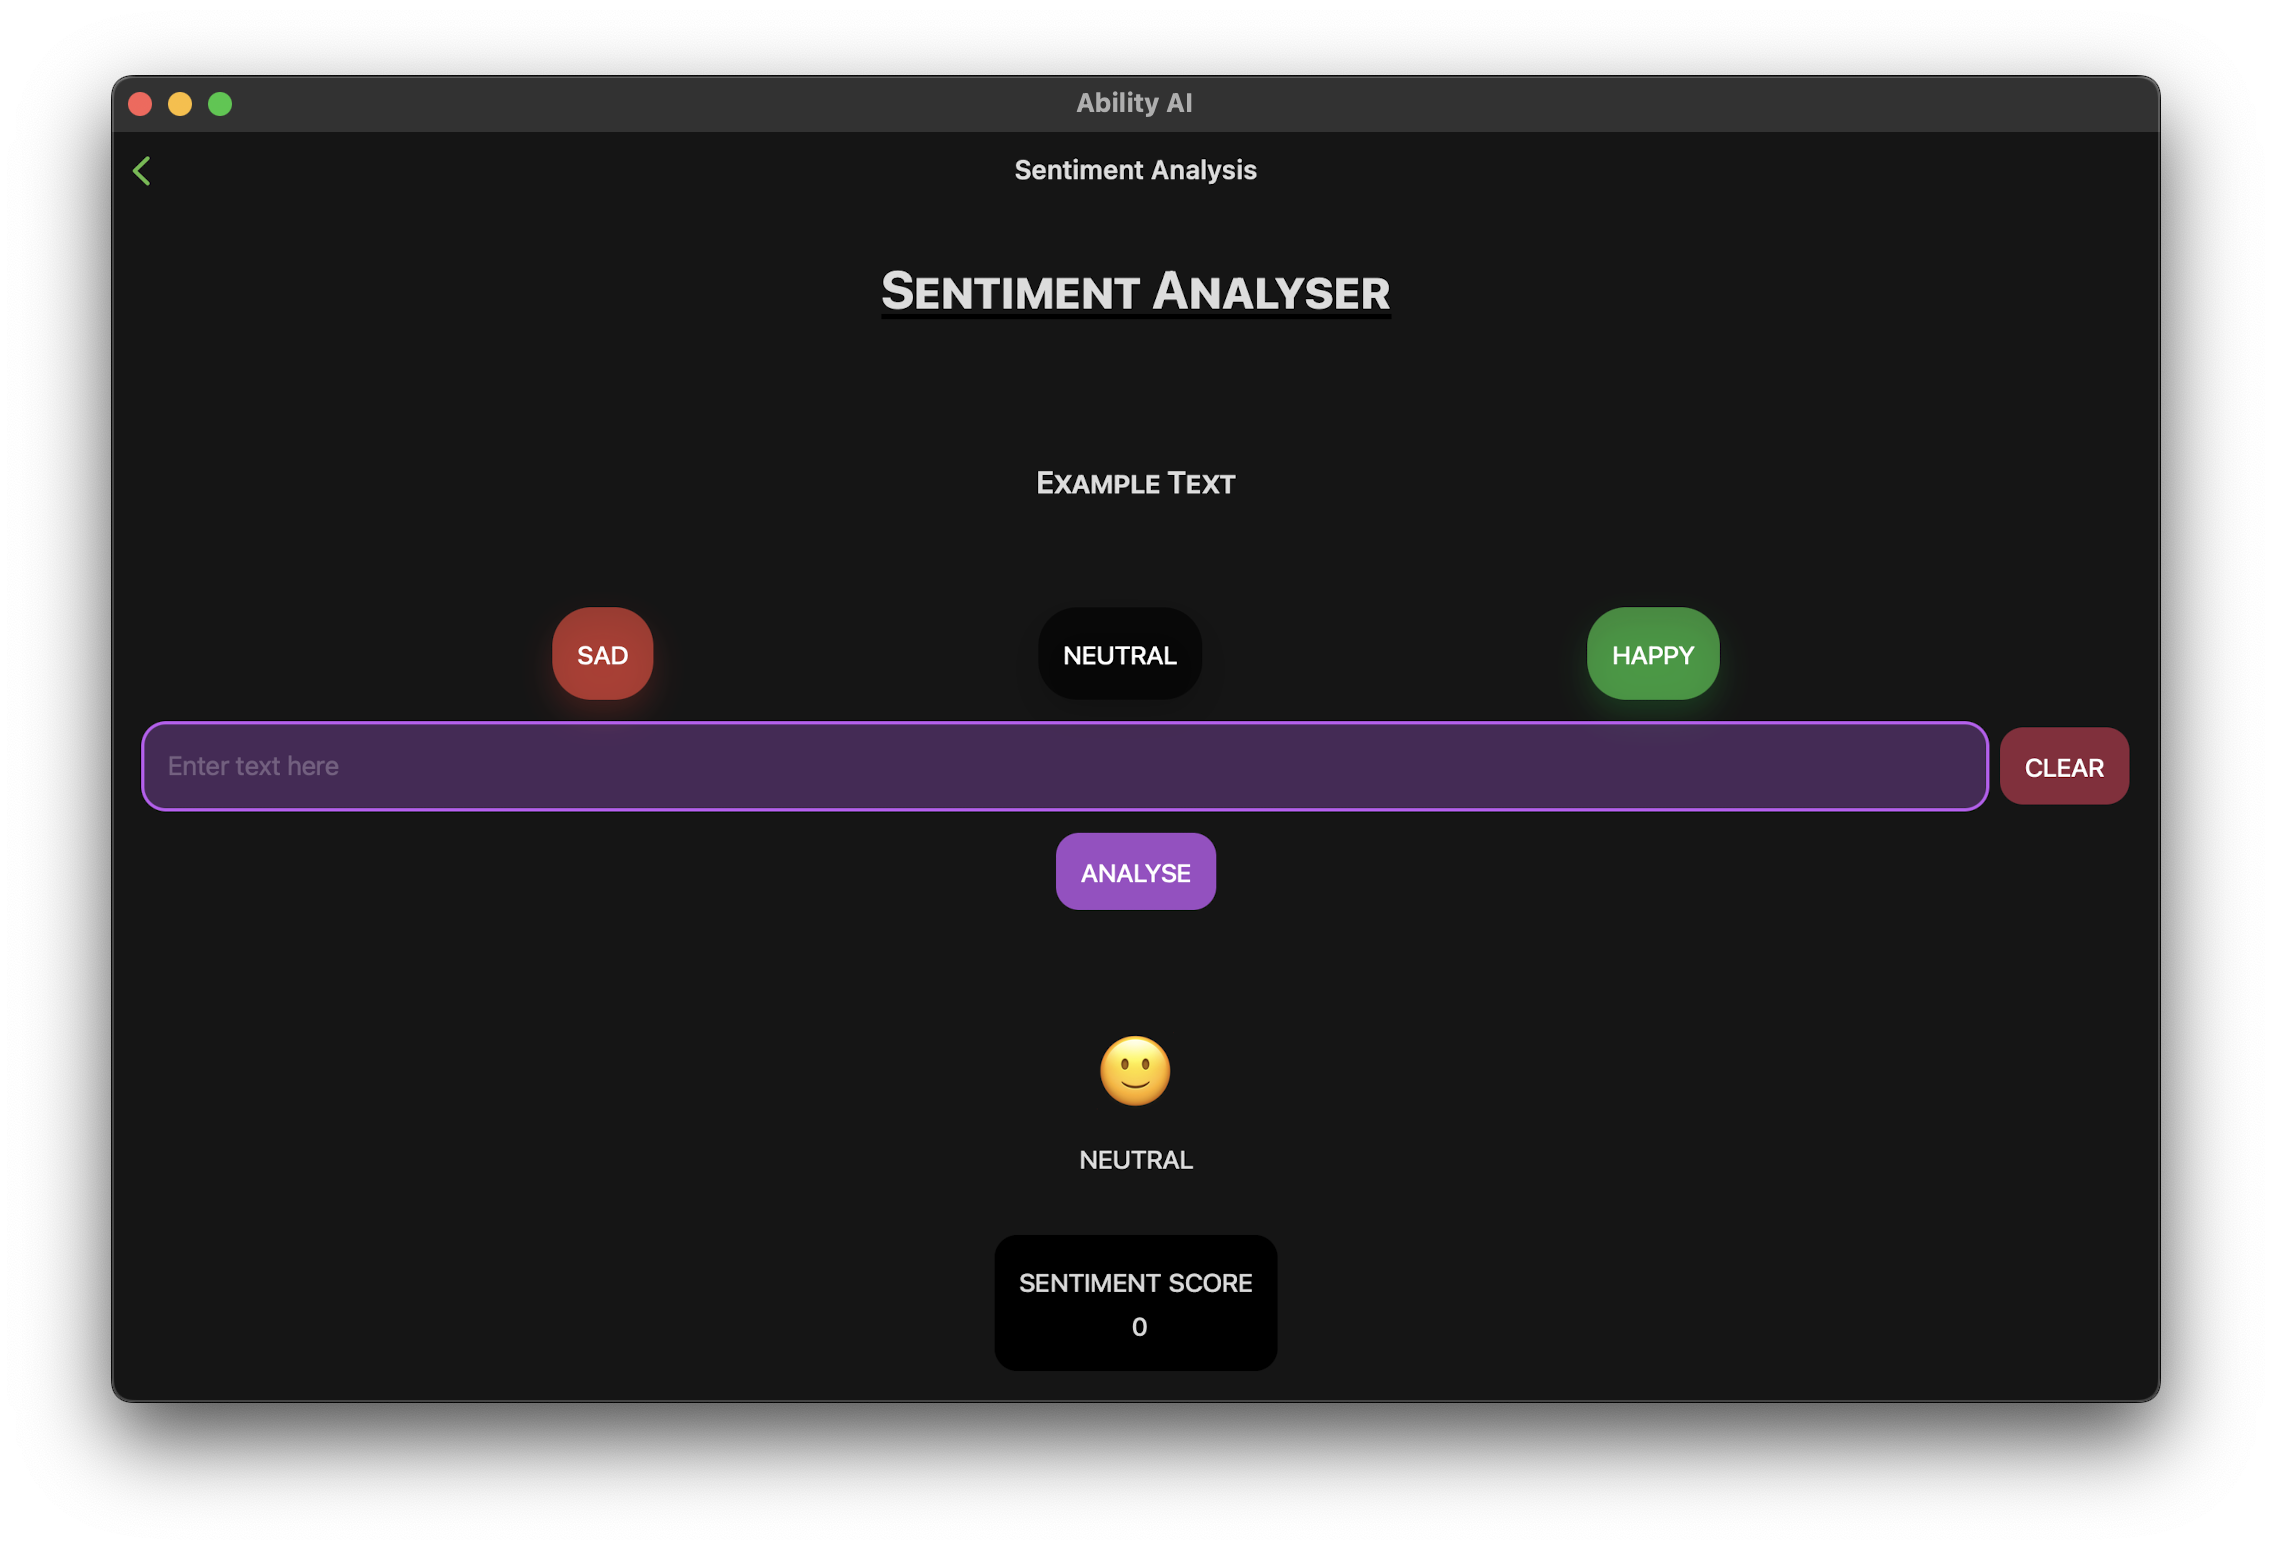 Ability AI
Sentiment Analysis
SENTIMENT ANALYSER
EXAMPLE TEXT
SAD
NEUTRAL
HAPPY
Enter text here
CLEAR
ANALYSE
NEUTRAL
SENTIMENT SCORE
0